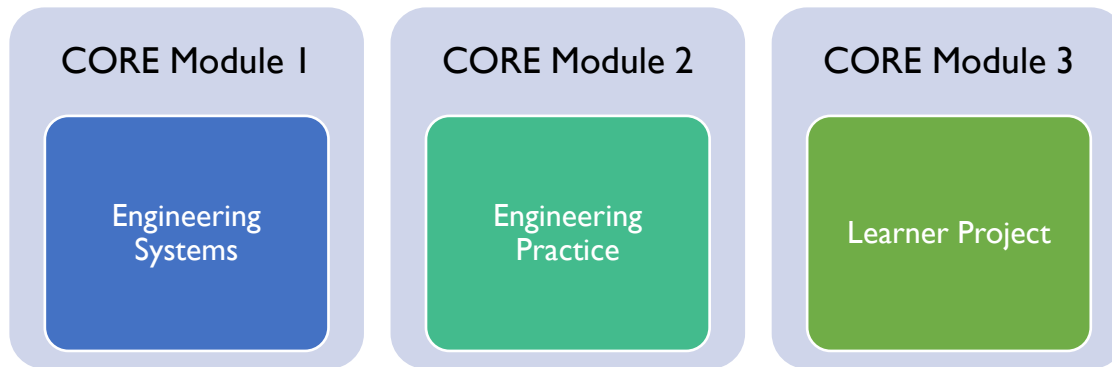 CORE Module 1
Engineering
Systems
CORE Module 2
Engineering
Practice
CORE Module 3
Learner Project